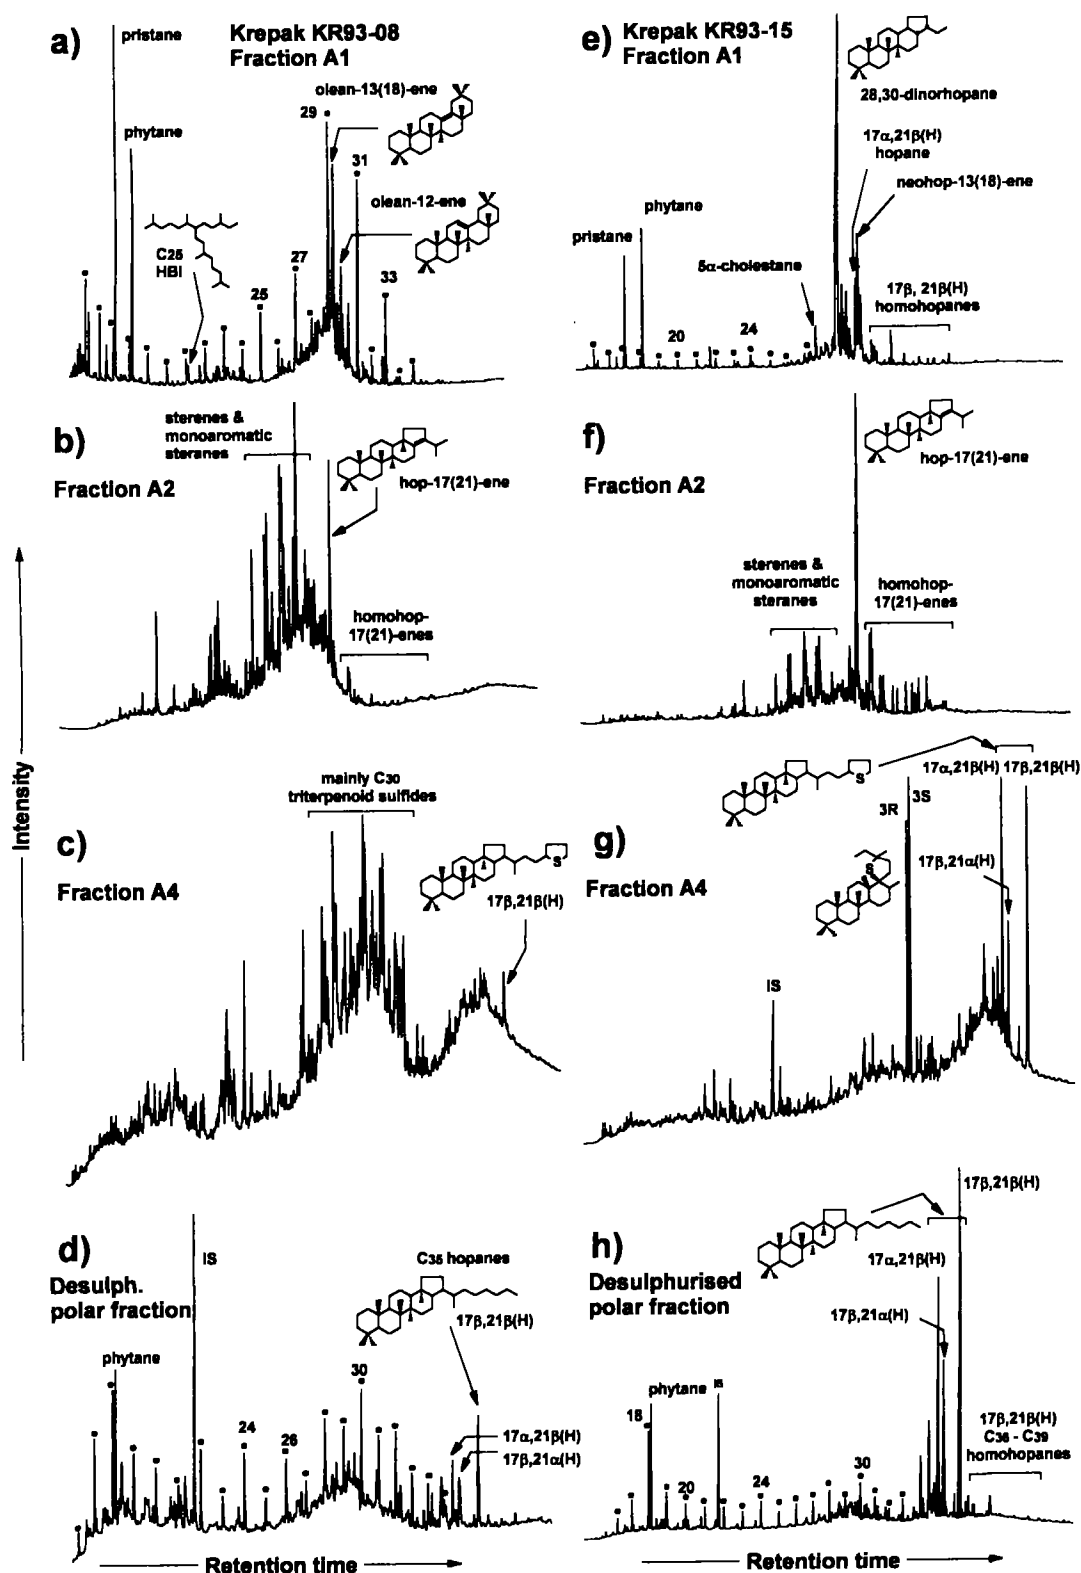 a)
Krepak KR93-08
Fraction A1
pristane
phytane
C25
HBI
olean-13(18)-ene
olean-12-ene
25
27
29
31
33
b)
Fraction A2
sterenes &
monoaromatic
steranes
hop-17(21)-ene
homohop-
17(21)-enes
c)
Fraction A4
mainly C30
triterpenoid sulfides
S
17β,21β(H)
d)
Desulph.
polar fraction
IS
phytane
24
26
30
C35 hopanes
17β,21β(H)
17α,21β(H)
17β,21α(H)
Retention time
Intensity
e)
Krepak KR93-15
Fraction A1
28,30-dinorhopane
17α,21β(H)
hopane
neohop-13(18)-ene
pristane
phytane
5α-cholestane
20
24
17β, 21β(H)
homohopanes
f)
Fraction A2
hop-17(21)-ene
sterenes &
monoaromatic
steranes
homohop-
17(21)-enes
g)
Fraction A4
S
17α,21β(H) 17β,21β(H)
3R
3S
17β,21α(H)
S
IS
h)
Desulphurised
polar fraction
17β,21β(H)
17α,21β(H)
17β,21α(H)
phytane
IS
18
20
24
30
17β,21β(H)
C36 - C39
homohopanes
Retention time